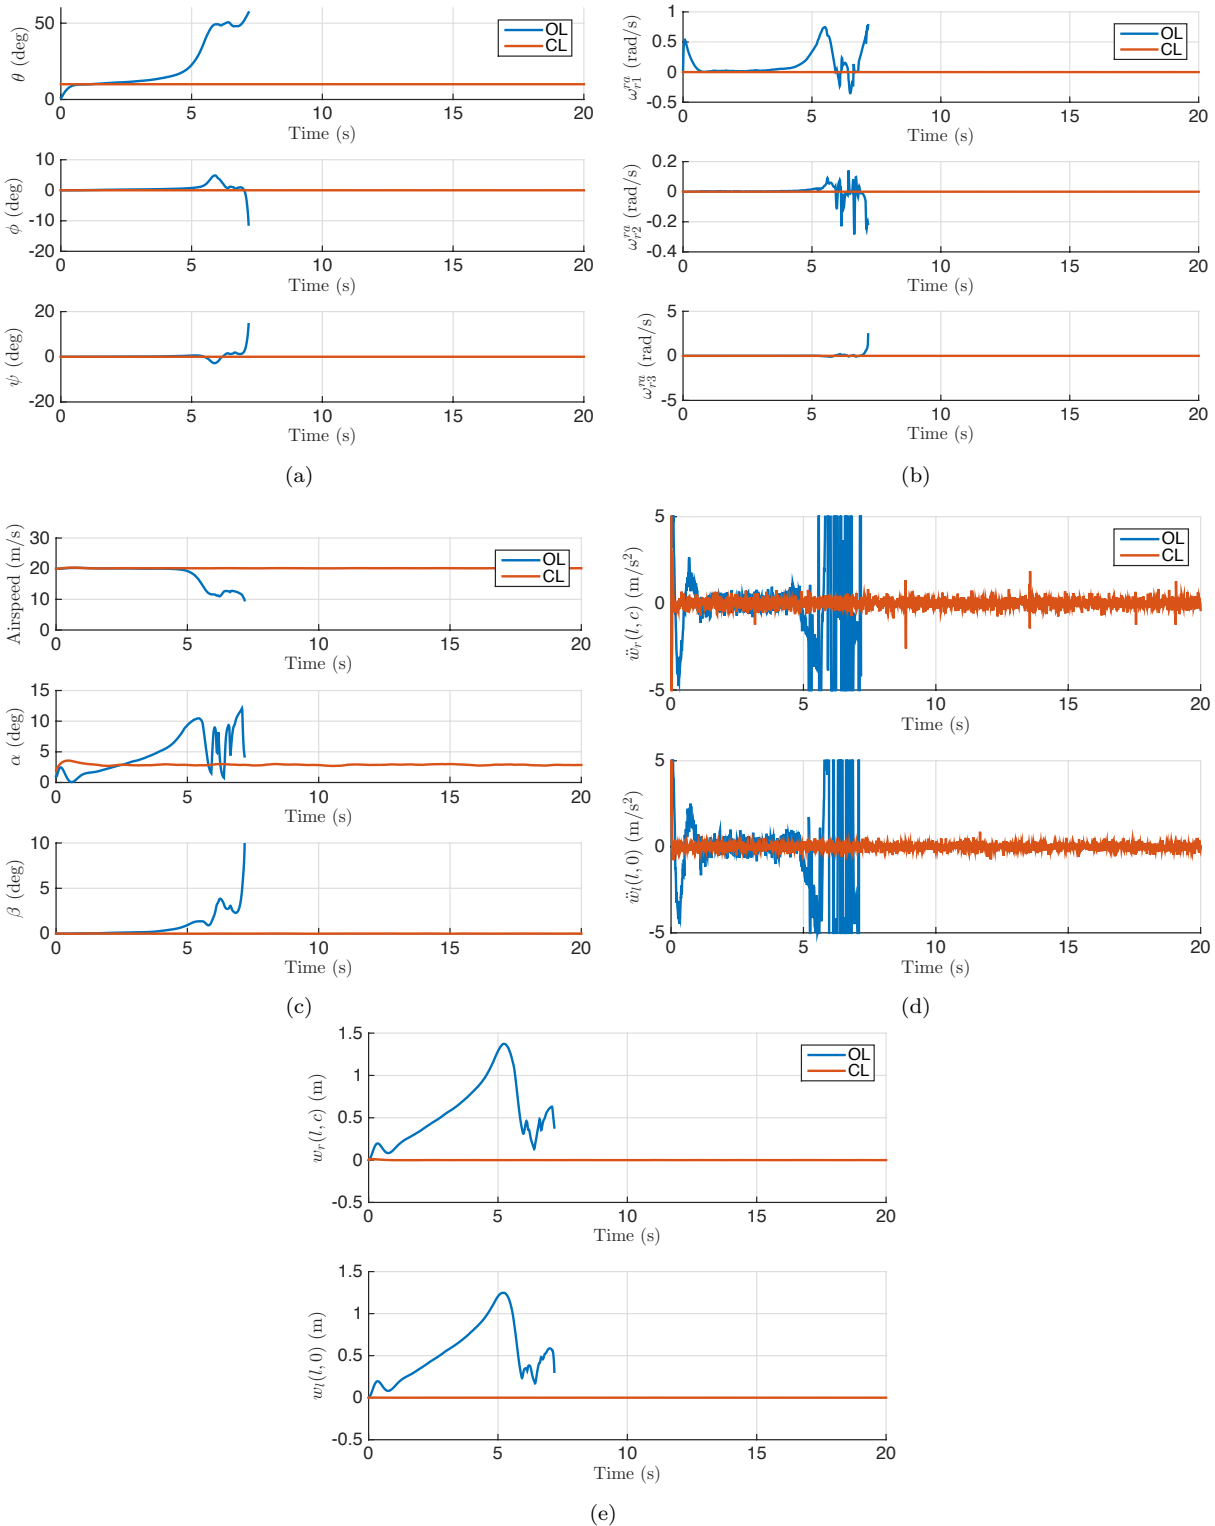 θ (deg)
50
0
OL
CL
0 5 10 15 20
Time (s)
φ (deg)
10
0
-10
-20
0 5 10 15 20
Time (s)
ψ (deg)
20
0
-20
0 5 10 15 20
Time (s)
(a)
ω_{r1}^{ra} (rad/s)
1
0.5
0
-0.5
OL
CL
0 5 10 15 20
Time (s)
ω_{r2}^{ra} (rad/s)
0.2
0
-0.2
-0.4
0 5 10 15 20
Time (s)
ω_{r3}^{ra} (rad/s)
5
0
-5
0 5 10 15 20
Time (s)
(b)
Airspeed (m/s)
30
20
10
0
OL
CL
0 5 10 15 20
Time (s)
α (deg)
15
10
5
0
0 5 10 15 20
Time (s)
β (deg)
10
5
0
0 5 10 15 20
Time (s)
(c)
ẅ_r(l, c) (m/s²)
5
0
-5
OL
CL
0 5 10 15 20
Time (s)
ẅ_l(l, 0) (m/s²)
5
0
-5
0 5 10 15 20
Time (s)
(d)
w_r(l, c) (m)
1.5
1
0.5
0
-0.5
OL
CL
0 5 10 15 20
Time (s)
w_l(l, 0) (m)
1.5
1
0.5
0
-0.5
0 5 10 15 20
Time (s)
(e)